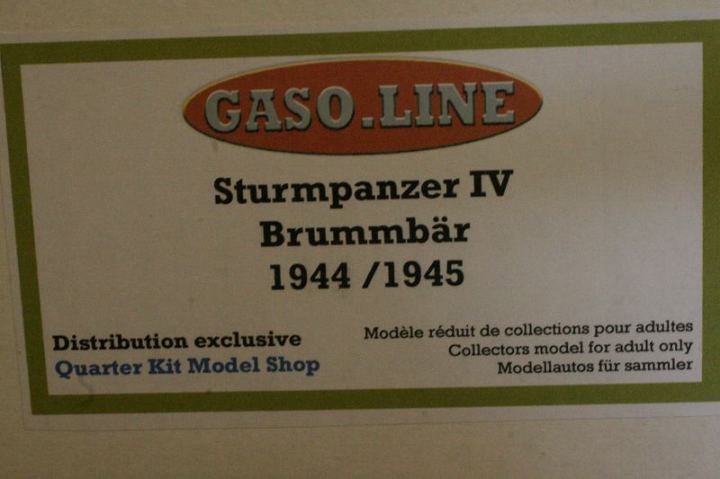 GASO.LINE
Sturmpanzer IV
Brummbär
1944 /1945
Distribution exclusive
Quarter Kit Model Shop
Modèle réduit de collections pour adultes
Collectors model for adult only
Modellautos für sammler